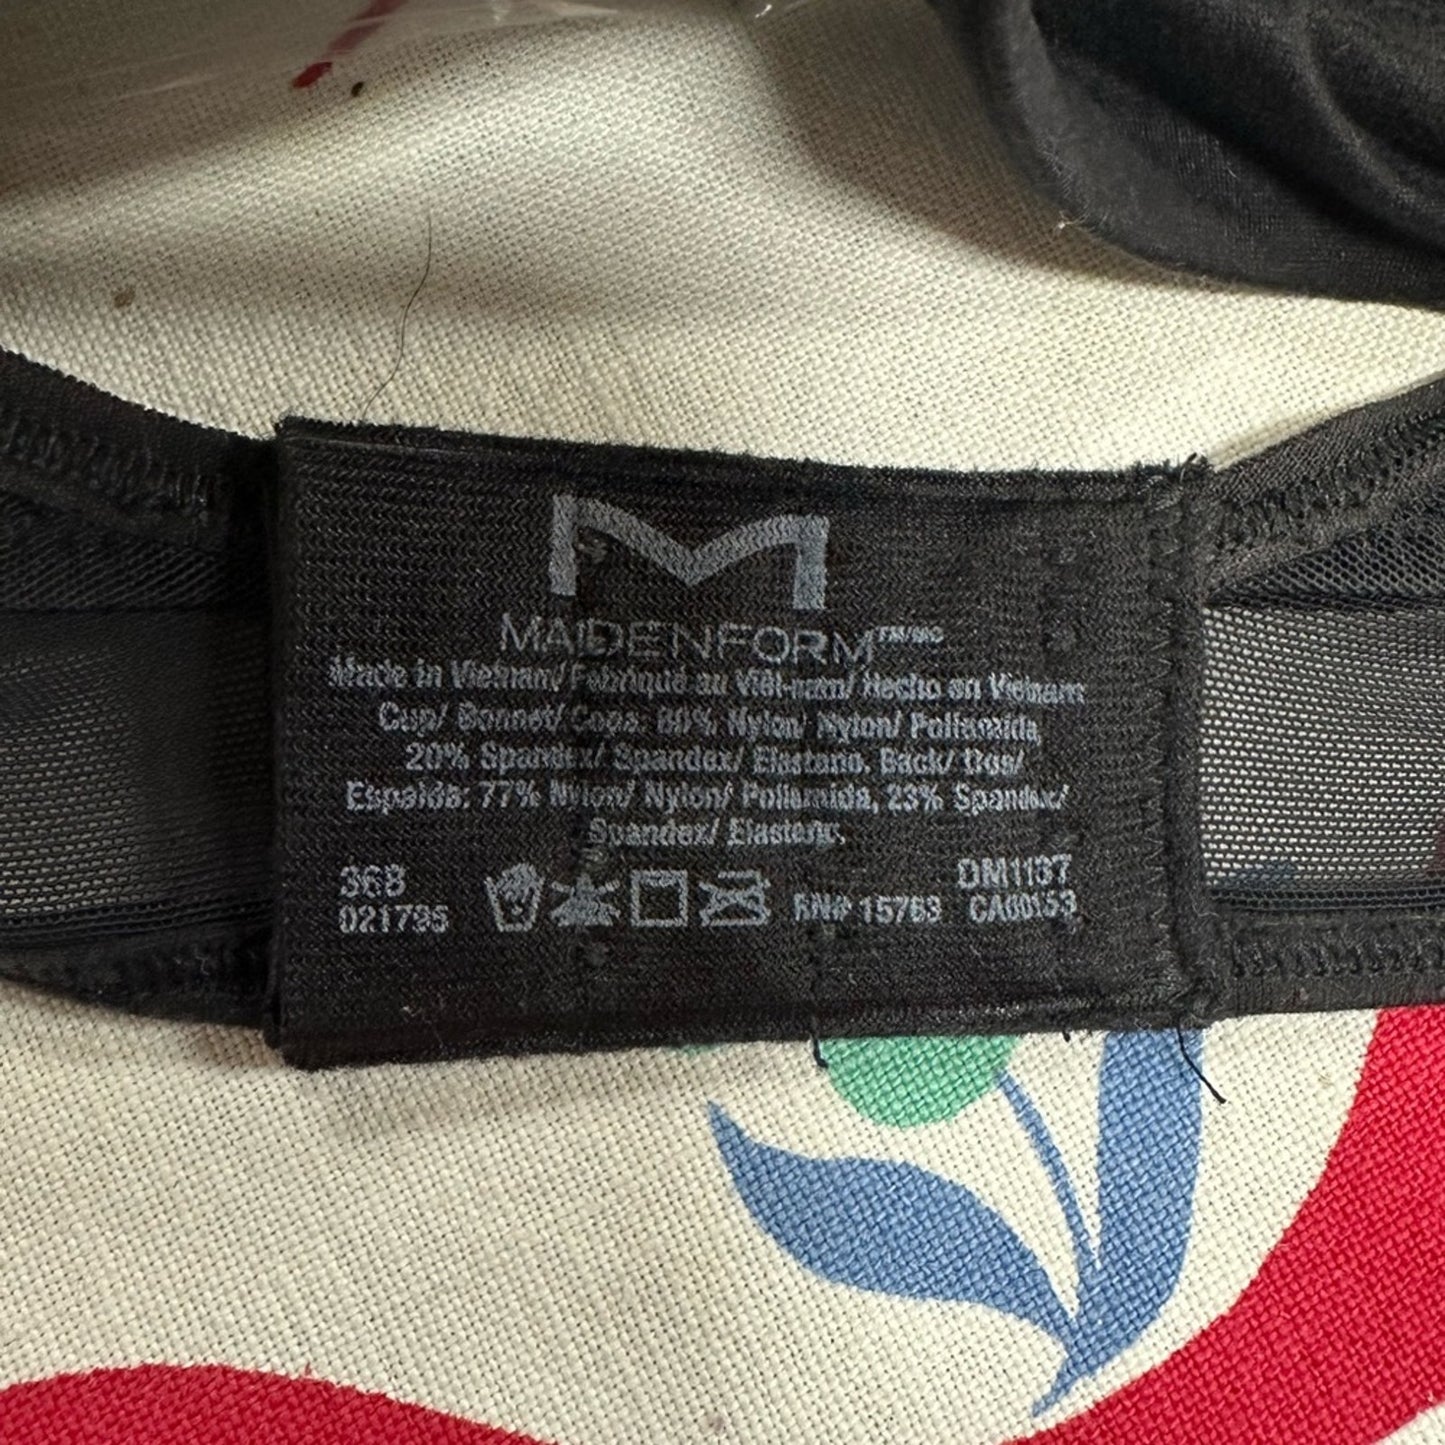 MAIDENFORM™/MC
Made in Vietnam/ Fabriqué au Viêt-nam/ Hecho en Vietnam
Cup/ Bonnet/ Copa: 80% Nylon/ Nylon/ Poliamida,
20% Spandex/ Spandex/ Elastano. Back/ Dos/
Espalda: 77% Nylon/ Nylon/ Poliamida, 23% Spandex/
Spandex/ Elastano.
36B DM1137
021795 RN# 15763 CA00153